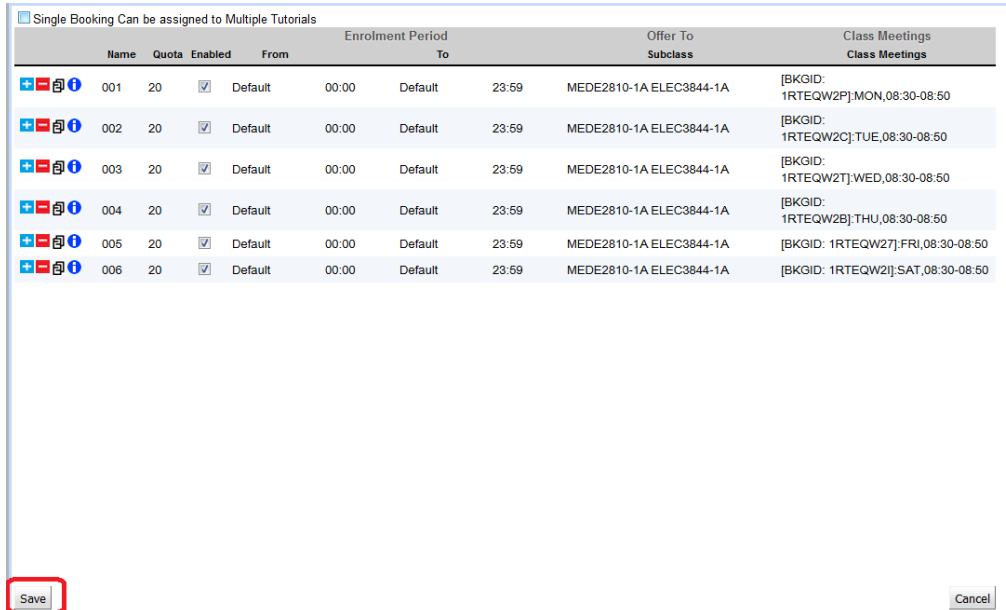 Single Booking Can be assigned to Multiple Tutorials
Enrolment Period Offer To Class Meetings
Name Quota Enabled From To Subclass Class Meetings
001 20 Default 00:00 Default 23:59 MEDE2810-1A ELEC3844-1A [BKGID:
1RTEQW2P]:MON,08:30-08:50
002 20 Default 00:00 Default 23:59 MEDE2810-1A ELEC3844-1A [BKGID:
1RTEQW2C]:TUE,08:30-08:50
003 20 Default 00:00 Default 23:59 MEDE2810-1A ELEC3844-1A [BKGID:
1RTEQW2T]:WED,08:30-08:50
004 20 Default 00:00 Default 23:59 MEDE2810-1A ELEC3844-1A [BKGID:
1RTEQW2B]:THU,08:30-08:50
005 20 Default 00:00 Default 23:59 MEDE2810-1A ELEC3844-1A [BKGID: 1RTEQW27]:FRI,08:30-08:50
006 20 Default 00:00 Default 23:59 MEDE2810-1A ELEC3844-1A [BKGID: 1RTEQW2I]:SAT,08:30-08:50
Save Cancel